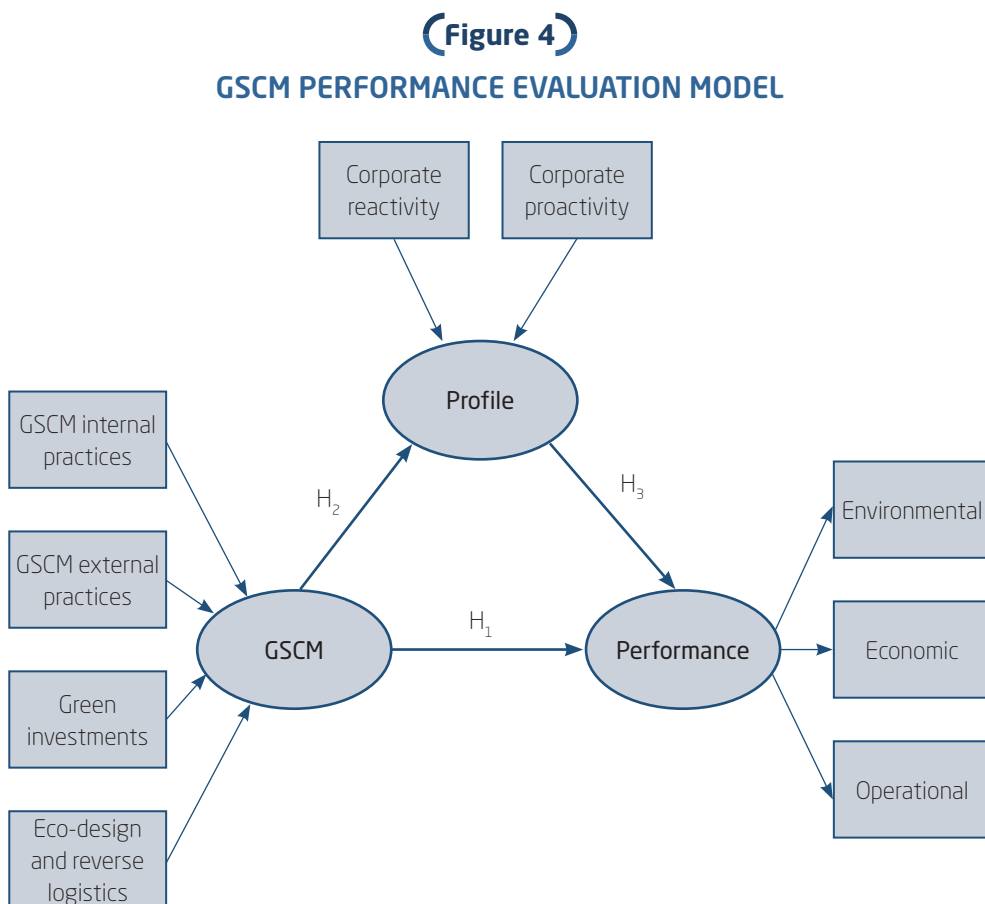 Figure 4
GSCM PERFORMANCE EVALUATION MODEL
Corporate
reactivity
Corporate
proactivity
Profile
GSCM internal
practices
H2
H3
Environmental
GSCM external
practices
H1
GSCM
Performance
Economic
Green
investments
Operational
Eco-design
and reverse
logistics